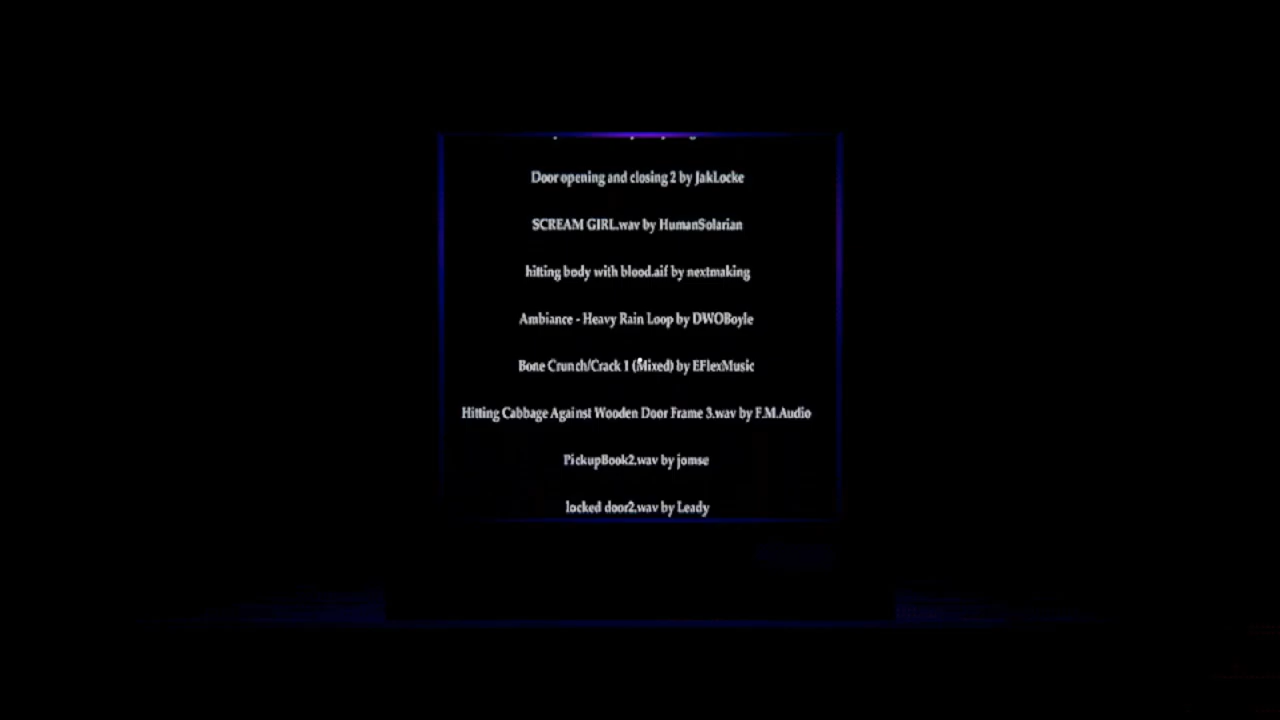 Door opening and closing 2 by JakLocke
SCREAM GIRL.wav by HumanSolarian
hitting body with blood.aif by nextmaking
Ambiance - Heavy Rain Loop by DWOBoyle
Bone Crunch/Crack 1 (Mixed) by EFlexMusic
Hitting Cabbage Against Wooden Door Frame 3.wav by F.M.Audio
PickupBook2.wav by jomse
locked door2.wav by Leady